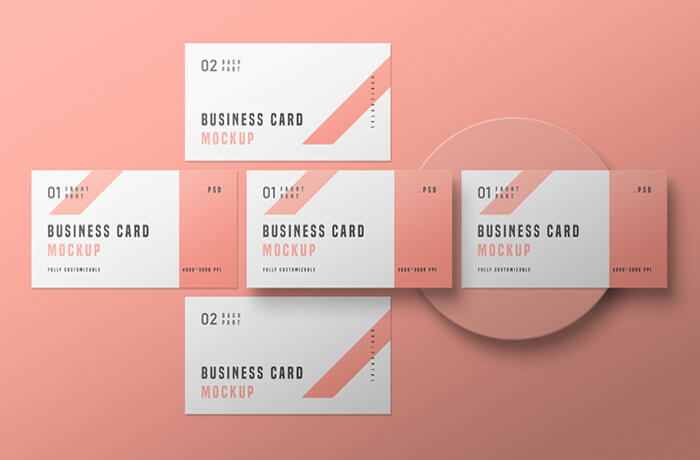 02 BACK
PART
HORIZONTAL
BUSINESS CARD
MOCKUP
01 FRONT
PART
.PSD
BUSINESS CARD
MOCKUP
FULLY CUSTOMIZABLE
4000*3000 PPI
01 FRONT
PART
.PSD
BUSINESS CARD
MOCKUP
FULLY CUSTOMIZABLE
4000*3000 PPI
01 FRONT
PART
.PSD
BUSINESS CARD
MOCKUP
FULLY CUSTOMIZABLE
4000*3000 PPI
02 BACK
PART
HORIZONTAL
BUSINESS CARD
MOCKUP